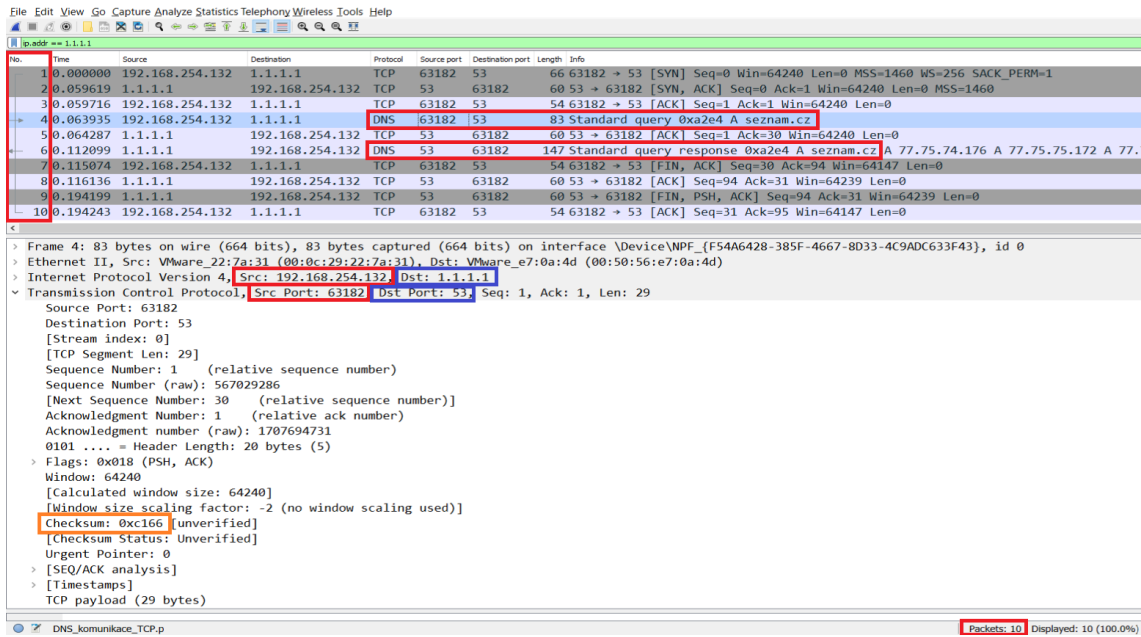 File Edit View Go Capture Analyze Statistics Telephony Wireless Tools Help
ip.addr == 1.1.1.1
No. Time Source Destination Protocol Source port Destination port Length Info
1 0.000000 192.168.254.132 1.1.1.1 TCP 63182 53 66 63182 → 53 [SYN] Seq=0 Win=64240 Len=0 MSS=1460 WS=256 SACK_PERM=1
2 0.059619 1.1.1.1 192.168.254.132 TCP 53 63182 60 53 → 63182 [SYN, ACK] Seq=0 Ack=1 Win=64240 Len=0 MSS=1460
3 0.059716 192.168.254.132 1.1.1.1 TCP 63182 53 54 63182 → 53 [ACK] Seq=1 Ack=1 Win=64240 Len=0
4 0.063935 192.168.254.132 1.1.1.1 DNS 63182 53 83 Standard query 0xa2e4 A seznam.cz
5 0.064287 1.1.1.1 192.168.254.132 TCP 53 63182 60 53 → 63182 [ACK] Seq=1 Ack=30 Win=64240 Len=0
6 0.112099 1.1.1.1 192.168.254.132 DNS 53 63182 147 Standard query response 0xa2e4 A seznam.cz A 77.75.74.176 A 77.75.75.172 A 77.
7 0.115074 192.168.254.132 1.1.1.1 TCP 63182 53 54 63182 → 53 [FIN, ACK] Seq=30 Ack=94 Win=64147 Len=0
8 0.116136 1.1.1.1 192.168.254.132 TCP 53 63182 60 53 → 63182 [ACK] Seq=94 Ack=31 Win=64239 Len=0
9 0.194199 1.1.1.1 192.168.254.132 TCP 53 63182 60 53 → 63182 [FIN, PSH, ACK] Seq=94 Ack=31 Win=64239 Len=0
10 0.194243 192.168.254.132 1.1.1.1 TCP 63182 53 54 63182 → 53 [ACK] Seq=31 Ack=95 Win=64147 Len=0
Frame 4: 83 bytes on wire (664 bits), 83 bytes captured (664 bits) on interface \Device\NPF_{F54A6428-385F-4667-8D33-4C9ADC633F43}, id 0
Ethernet II, Src: VMware_22:7a:31 (00:0c:29:22:7a:31), Dst: VMware_e7:0a:4d (00:50:56:e7:0a:4d)
Internet Protocol Version 4, Src: 192.168.254.132, Dst: 1.1.1.1
Transmission Control Protocol, Src Port: 63182, Dst Port: 53, Seq: 1, Ack: 1, Len: 29
Source Port: 63182
Destination Port: 53
[Stream index: 0]
[TCP Segment Len: 29]
Sequence Number: 1 (relative sequence number)
Sequence Number (raw): 567029286
[Next Sequence Number: 30 (relative sequence number)]
Acknowledgment Number: 1 (relative ack number)
Acknowledgment number (raw): 1707694731
0101 .... = Header Length: 20 bytes (5)
Flags: 0x018 (PSH, ACK)
Window: 64240
[Calculated window size: 64240]
[Window size scaling factor: -2 (no window scaling used)]
Checksum: 0xc166 [unverified]
[Checksum Status: Unverified]
Urgent Pointer: 0
[SEQ/ACK analysis]
[Timestamps]
TCP payload (29 bytes)
DNS_komunikace_TCP.p Packets: 10 Displayed: 10 (100.0%)